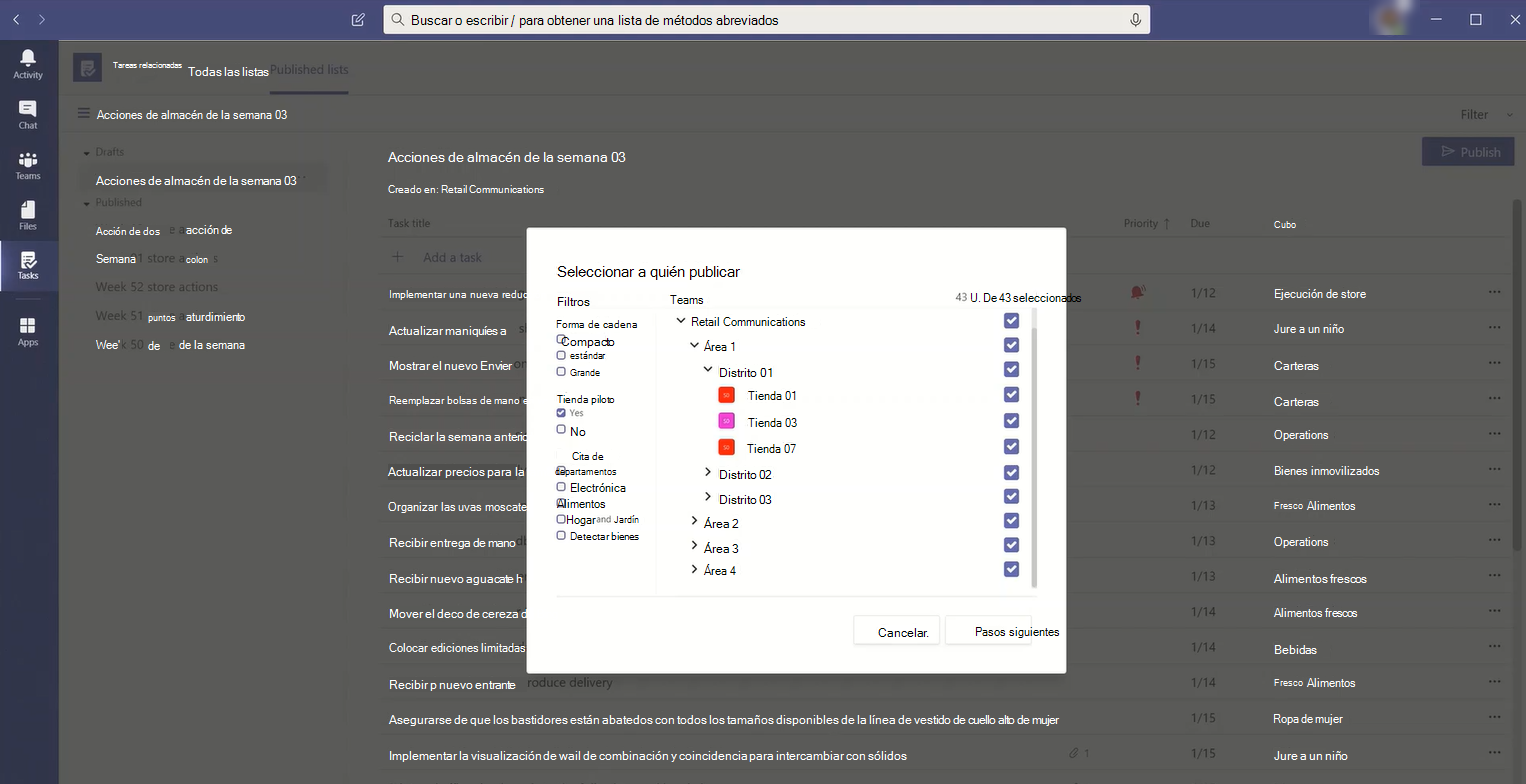 Buscar o escribir / para obtener una lista de métodos abreviados
Activity
Chat
Teams
Files
Tasks
Apps
Tareas relacionadas
Todas las listas
Published lists
Acciones de almacén de la semana 03
Filter
Drafts
Acciones de almacén de la semana 03
Published
Acción de dos acción de
Semana 01 store a colon s
Week 52 store actions
Week 51 puntos aturdimiento
Wee 50 de de la semana
Acciones de almacén de la semana 03
Creado en: Retail Communications
Publish
Task title
Priority
Due
Cubo
Add a task
Implementar una nueva reduc
1/12
Ejecución de store
Actualizar maniquíes a
1/14
Jure a un niño
Mostrar el nuevo Envier on
1/15
Carteras
Reemplazar bolsas de mano e
1/15
Carteras
Reciclar la semana anterio
1/12
Operations
Actualizar precios para la
1/12
Bienes inmovilizados
Organizar las uvas moscate
1/13
Fresco Alimentos
Recibir entrega de mano
1/13
Operations
Recibir nuevo aguacate h
1/13
Alimentos frescos
Mover el deco de cereza d
1/14
Alimentos frescos
Colocar ediciones limitadas
1/14
Bebidas
Recibir p nuevo entrante roduce delivery
1/14
Fresco Alimentos
Asegurarse de que los bastidores están abatedos con todos los tamaños disponibles de la línea de vestido de cuello alto de mujer
1/15
Ropa de mujer
Implementar la visualización de wail de combinación y coincidencia para intercambiar con sólidos
1
1/15
Jure a un niño
Seleccionar a quién publicar
Filtros
Forma de cadena
Compacto
estándar
Grande
Tienda piloto
Yes
No
Cita de
departamentos
Electrónica
Alimentos
Hogar and Jardín
Detectar bienes
Teams
43 U. De 43 seleccionados
Retail Communications
Área 1
Distrito 01
Tienda 01
Tienda 03
Tienda 07
Distrito 02
Distrito 03
Área 2
Área 3
Área 4
Cancelar.
Pasos siguientes